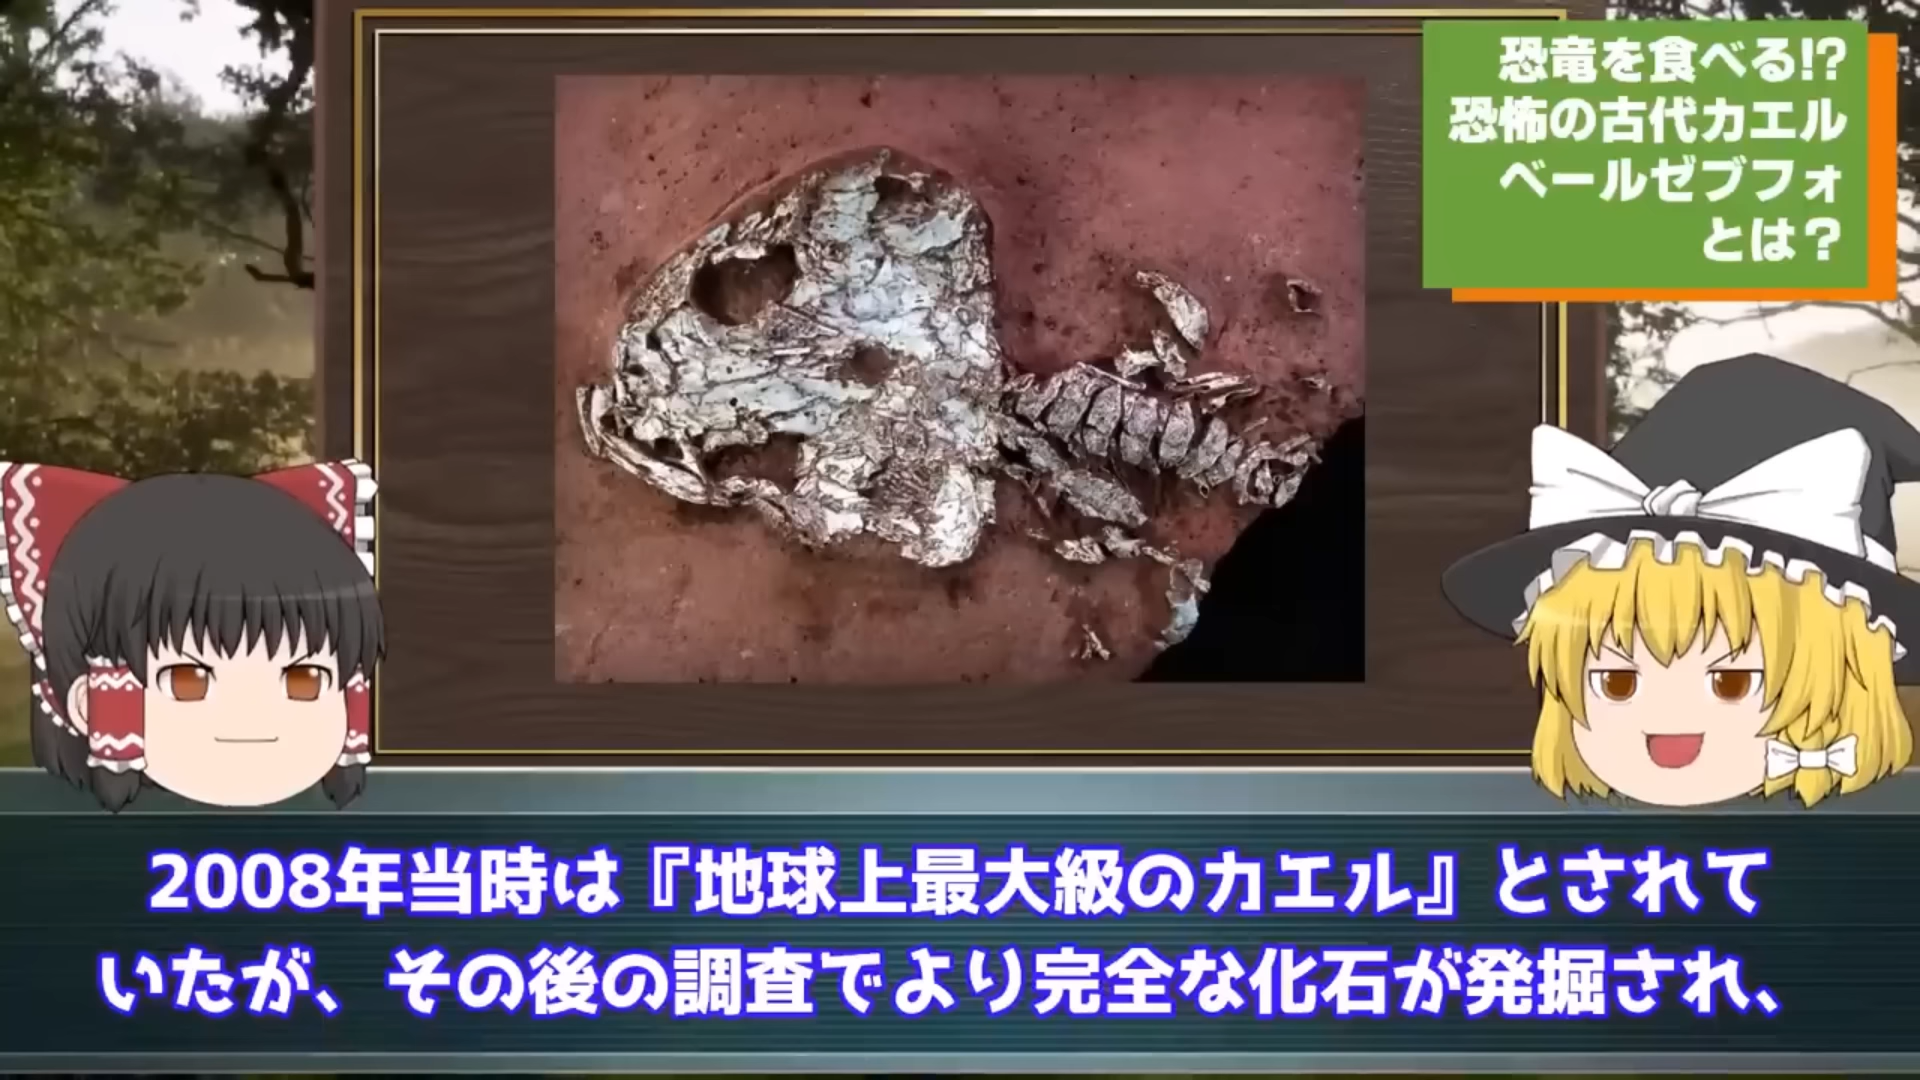 恐竜を食べる!?
恐怖の古代カエル
ベールゼブフォ
とは？
2008年当時は『地球上最大級のカエル』とされて
いたが、その後の調査でより完全な化石が発掘され、